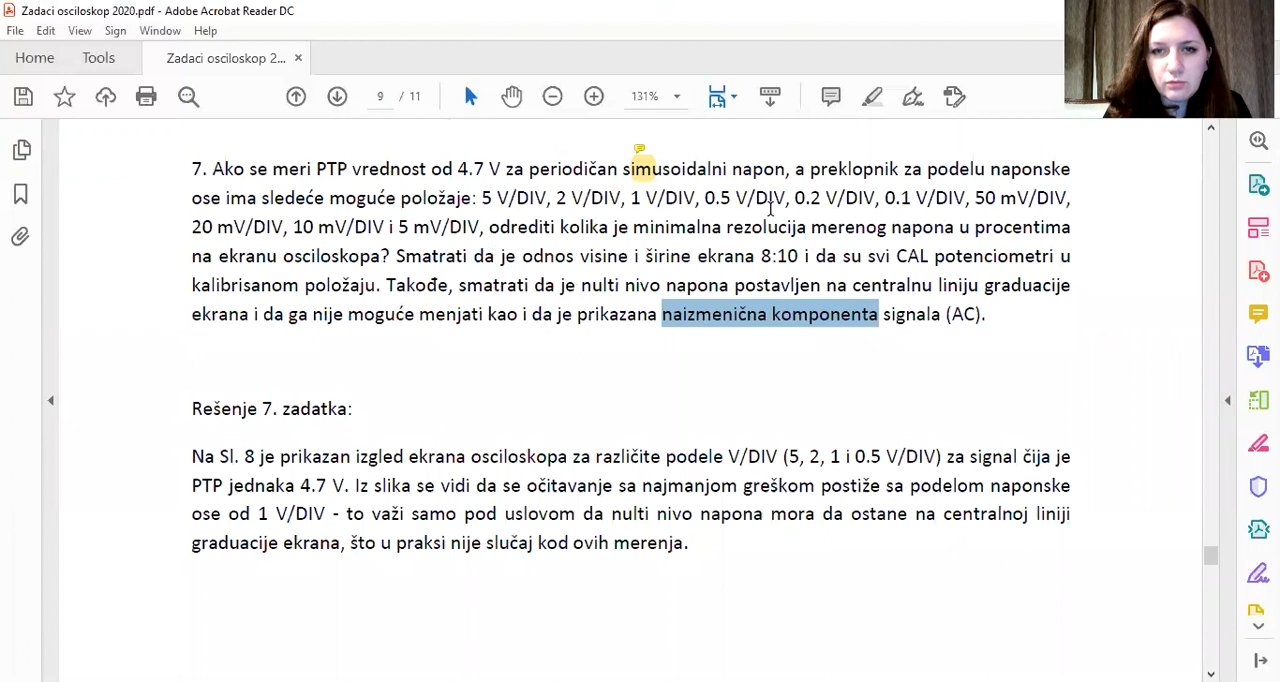 Zadaci osciloskop 2020.pdf - Adobe Acrobat Reader DC
File Edit View Sign Window Help
Home Tools Zadaci osciloskop 2... ×
9 / 11 131%
7. Ako se meri PTP vrednost od 4.7 V za periodičan simusoidalni napon, a preklopnik za podelu naponske
ose ima sledeće moguće položaje: 5 V/DIV, 2 V/DIV, 1 V/DIV, 0.5 V/DIV, 0.2 V/DIV, 0.1 V/DIV, 50 mV/DIV,
20 mV/DIV, 10 mV/DIV i 5 mV/DIV, odrediti kolika je minimalna rezolucija merenog napona u procentima
na ekranu osciloskopa? Smatrati da je odnos visine i širine ekrana 8:10 i da su svi CAL potenciometri u
kalibrisanom položaju. Takođe, smatrati da je nulti nivo napona postavljen na centralnu liniju graduacije
ekrana i da ga nije moguće menjati kao i da je prikazana naizmenična komponenta signala (AC).
Rešenje 7. zadatka:
Na Sl. 8 je prikazan izgled ekrana osciloskopa za različite podele V/DIV (5, 2, 1 i 0.5 V/DIV) za signal čija je
PTP jednaka 4.7 V. Iz slika se vidi da se očitavanje sa najmanjom greškom postiže sa podelom naponske
ose od 1 V/DIV - to važi samo pod uslovom da nulti nivo napona mora da ostane na centralnoj liniji
graduacije ekrana, što u praksi nije slučaj kod ovih merenja.